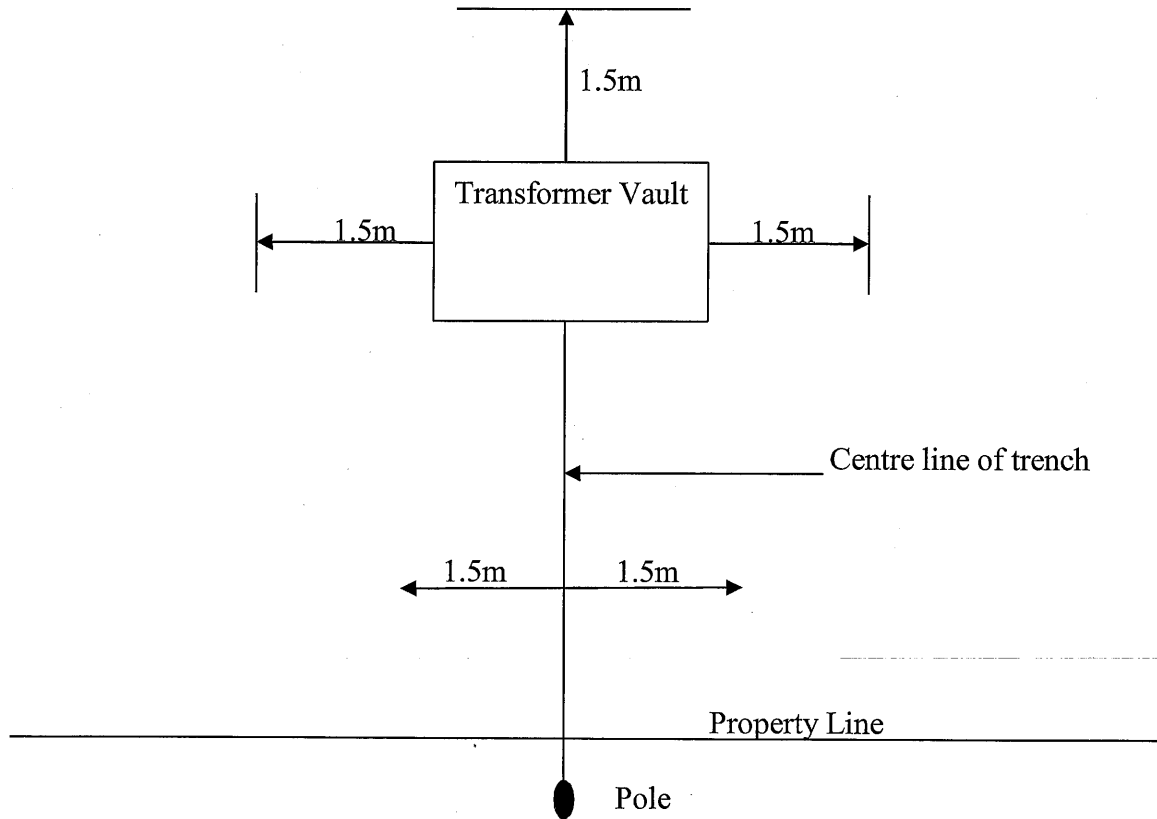 1.5m
Transformer Vault
1.5m
1.5m
Centre line of trench
1.5m
1.5m
Property Line
Pole